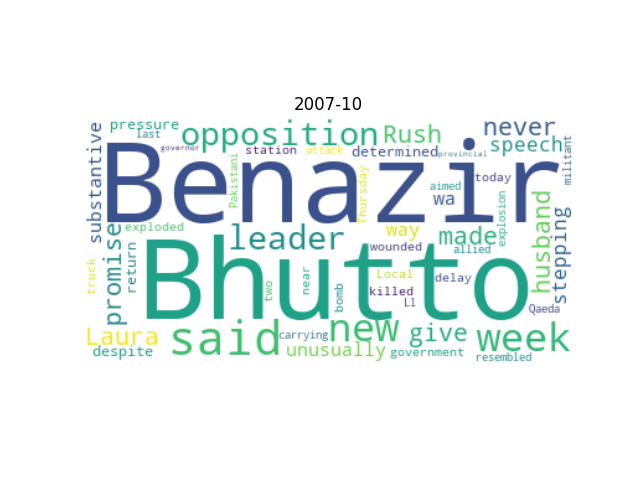 2007-10
pressure
last
governor
opposition
Rush
never
speech
substantive
station
attack
determined
provincial
militant
Benazir
Pakistani
Thursday
aimed
today
wa
husband
stepping
promise
exploded
leader
way
made
explosion
allied
wounded
return
truck
Bhutto
two
near
bomb
Local
delay
killed
Ll
Qaeda
Laura
said
carrying
new
give
week
despite
unusually
government
resembled